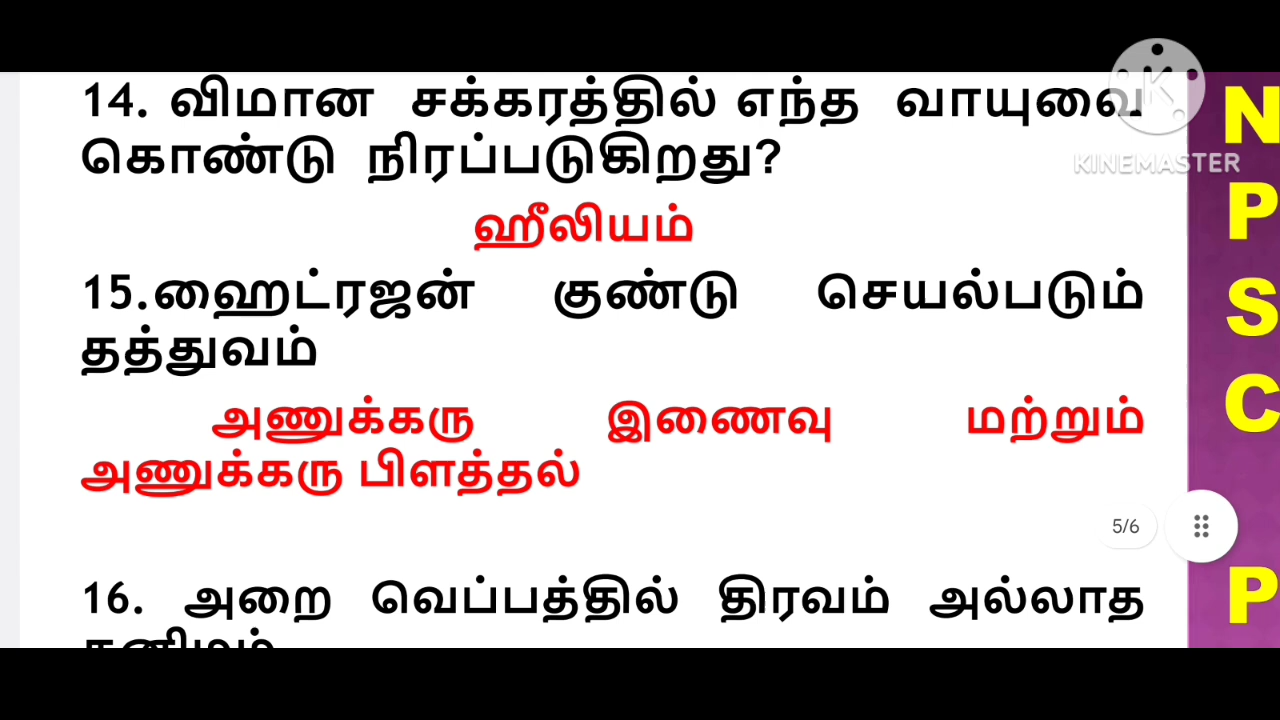 14. விமான சக்கரத்தில் எந்த வாயுவை
கொண்டு நிரப்படுகிறது?
ஹீலியம்
15.ஹைட்ரஜன் குண்டு செயல்படும்
தத்துவம்
அணுக்கரு இணைவு மற்றும்
அணுக்கரு பிளத்தல்
5/6
16. அறை வெப்பத்தில் திரவம் அல்லாத
KINEMASTER
N
P
S
C
P